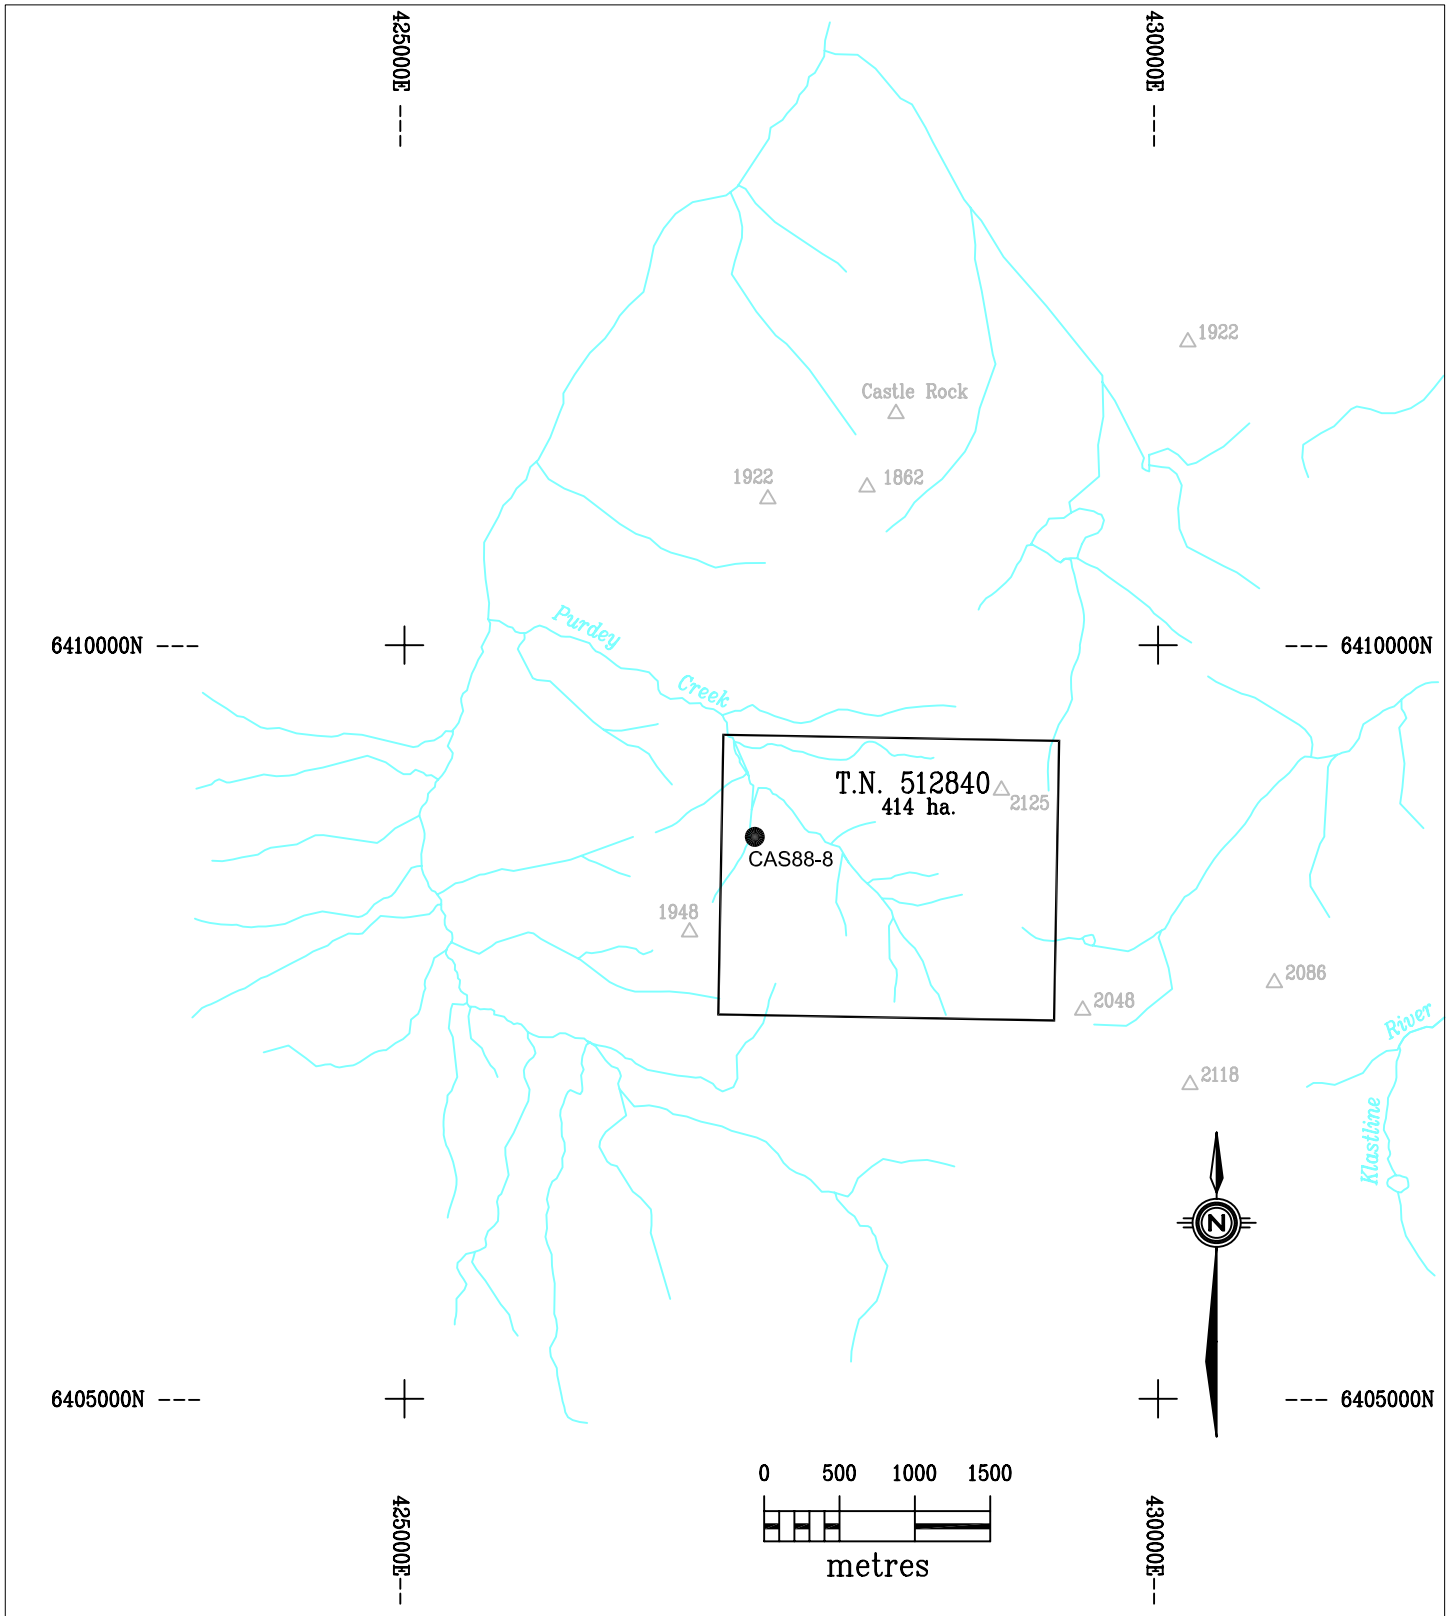 425000E
430000E
1922
Castle Rock
1922
1862
Purdey
6410000N
6410000N
Creek
T.N. 512840
414 ha.
2125
CAS88-8
1948
2086
2048
River
2118
Klastline
N
6405000N
6405000N
0 500 1000 1500
metres
425000E
430000E